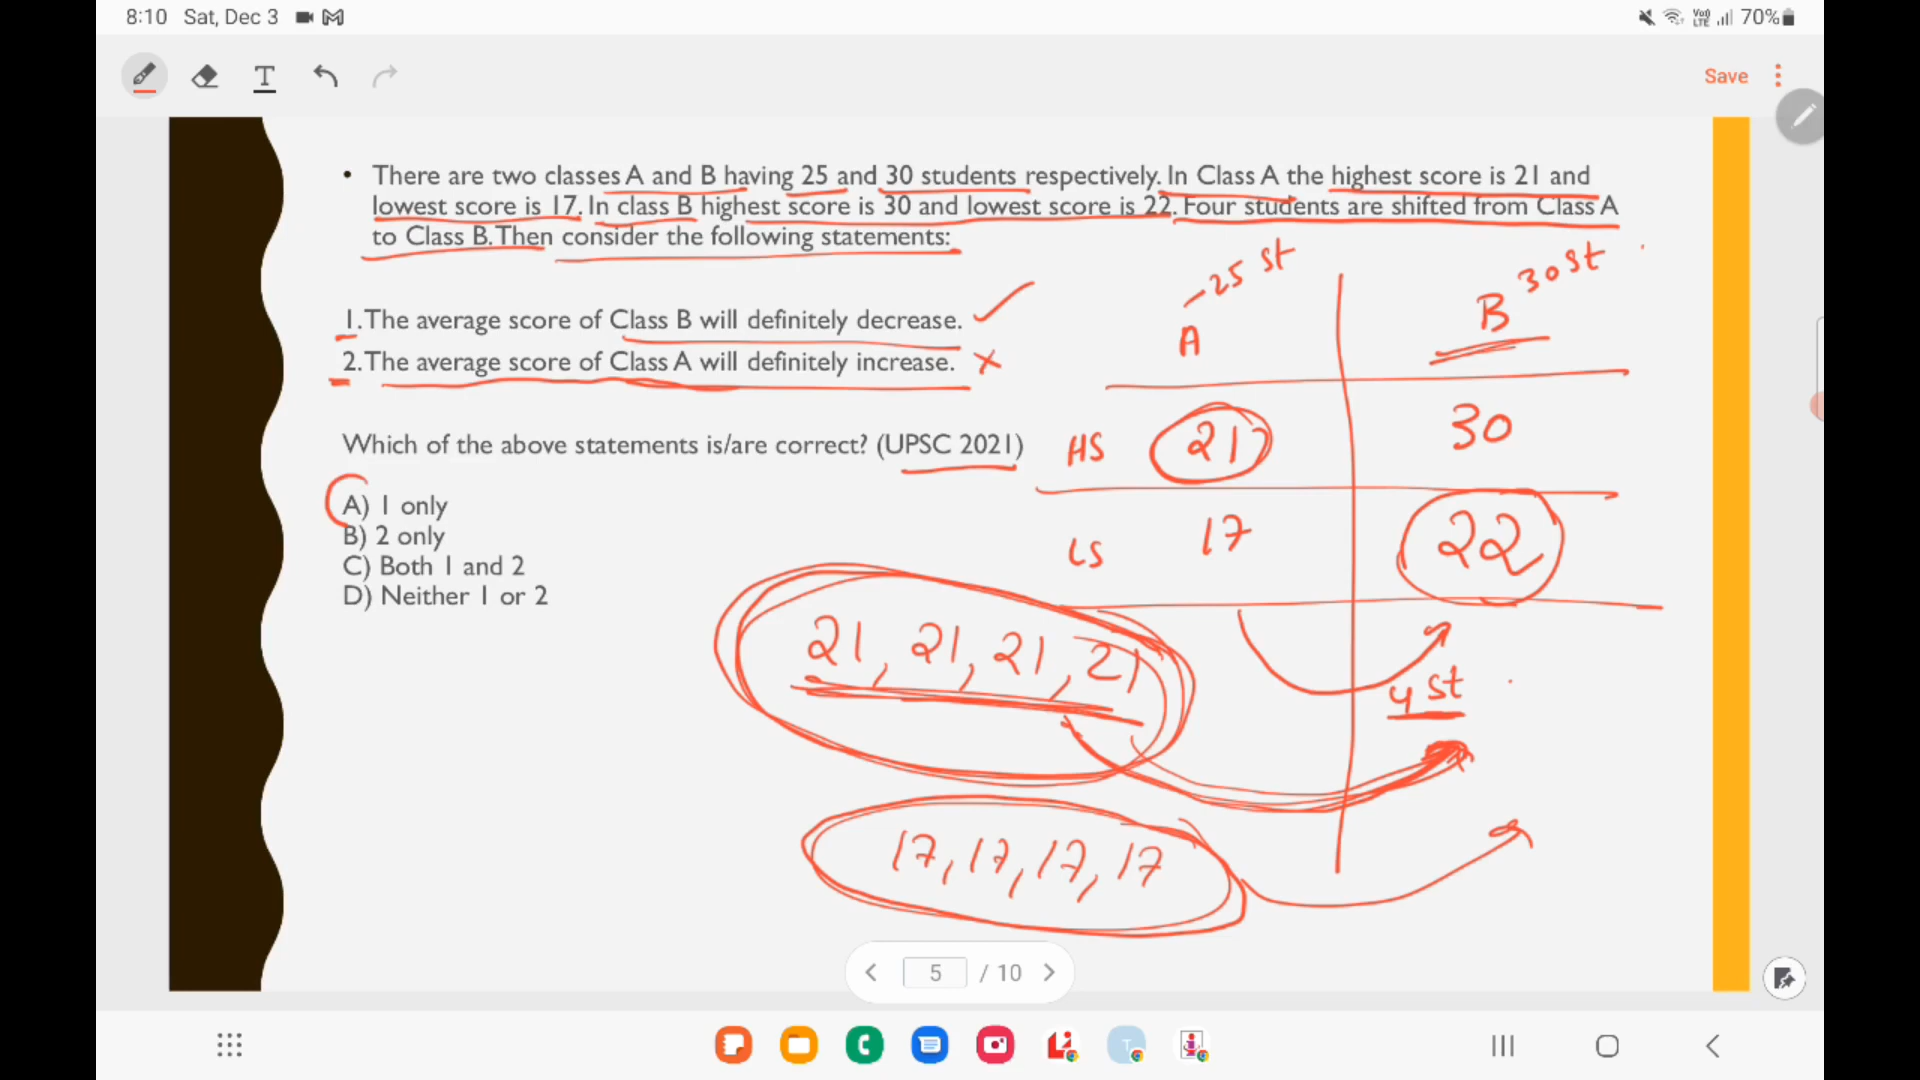 8:10 Sat, Dec 3 70%
Save
• There are two classes A and B having 25 and 30 students respectively. In Class A the highest score is 21 and
lowest score is 17. In class B highest score is 30 and lowest score is 22. Four students are shifted from Class A
to Class B.Then consider the following statements:
1.The average score of Class B will definitely decrease.
2.The average score of Class A will definitely increase.
Which of the above statements is/are correct? (UPSC 2021)
A) 1 only
B) 2 only
C) Both 1 and 2
D) Neither 1 or 2
25 st 30 st
A B
HS 21 30
LS 17 22
21, 21, 21, 21
4 st
17, 17, 17, 17
5 / 10